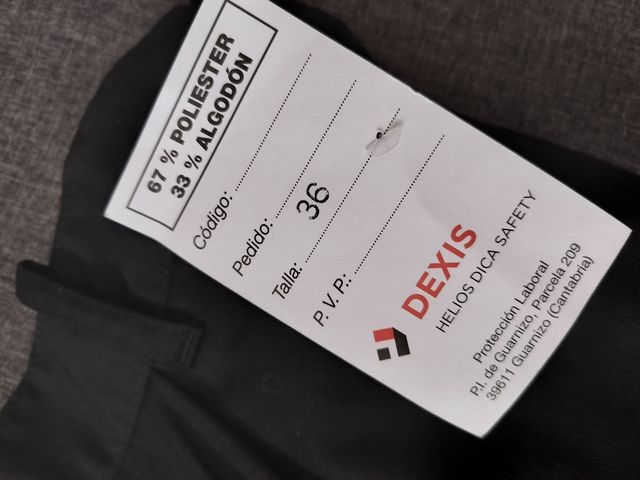 67 % POLIESTER
33 % ALGODÓN
Código:
Pedido:
Talla: 36
P. V. P.:
DEXIS
HELIOS DICA SAFETY
Protección Laboral
P.I. de Guarnizo, Parcela 209
39611 Guarnizo (Cantabria)